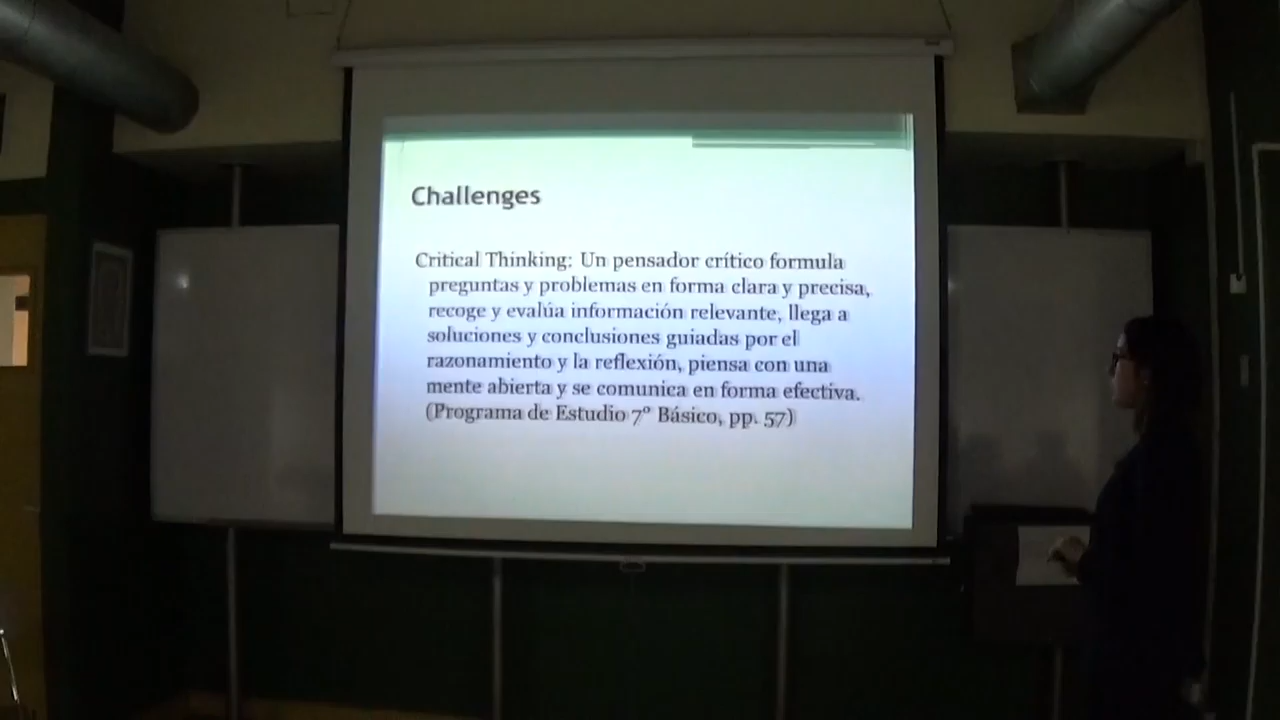 Challenges
Critical Thinking: Un pensador crítico formula
preguntas y problemas en forma clara y precisa,
recoge y evalúa información relevante, llega a
soluciones y conclusiones guiadas por el
razonamiento y la reflexión, piensa con una
mente abierta y se comunica en forma efectiva.
(Programa de Estudio 7º Básico, pp. 57)